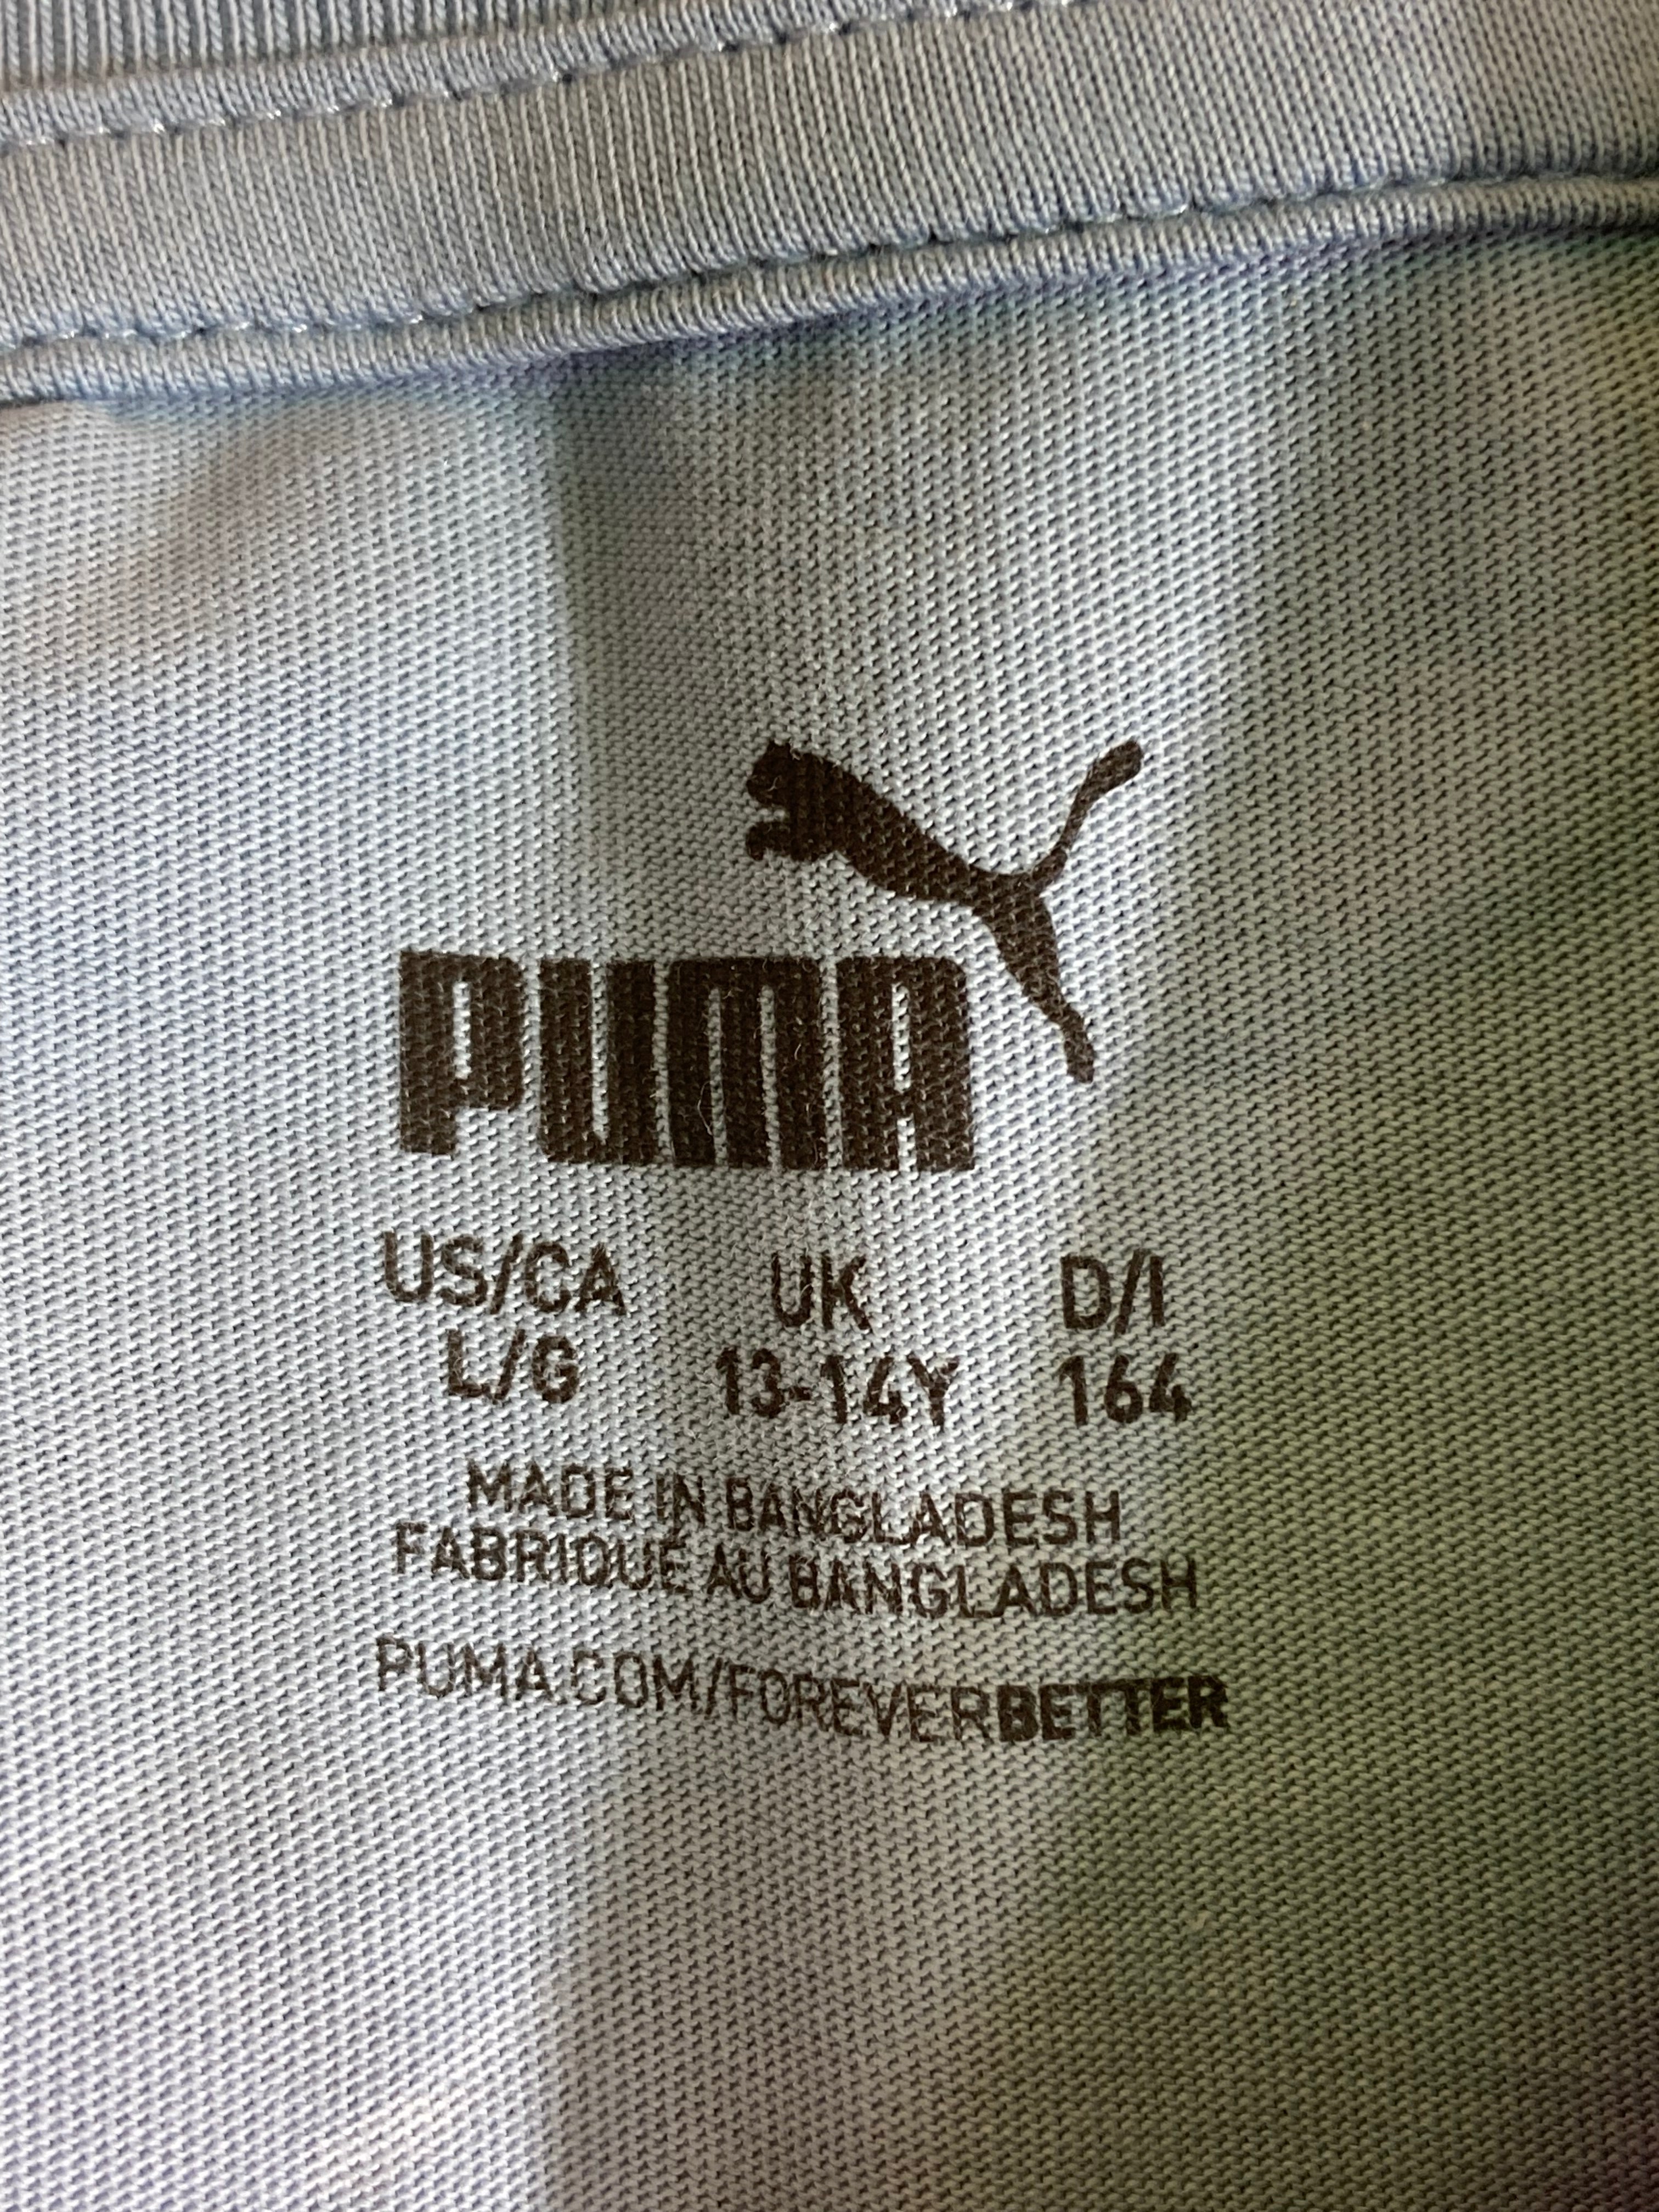 PUMA
US/CA UK D/I
L/G 13-14Y 164
MADE IN BANGLADESH
FABRIQUÉ AU BANGLADESH
PUMA.COM/FOREVERBETTER